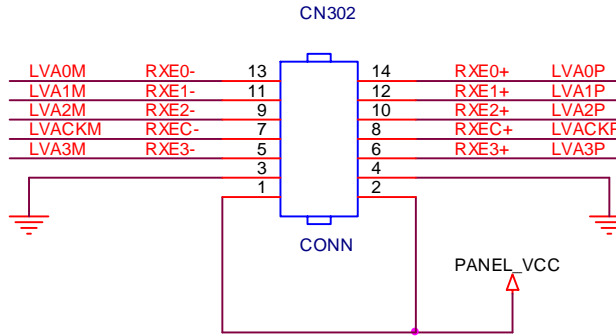 CN302
LVA0M RXE0- 13 14 RXE0+ LVA0P
LVA1M RXE1- 11 12 RXE1+ LVA1P
LVA2M RXE2- 9 10 RXE2+ LVA2P
LVACKM RXEC- 7 8 RXEC+ LVACKP
LVA3M RXE3- 5 6 RXE3+ LVA3P
3 4
1 2
CONN
PANEL_VCC